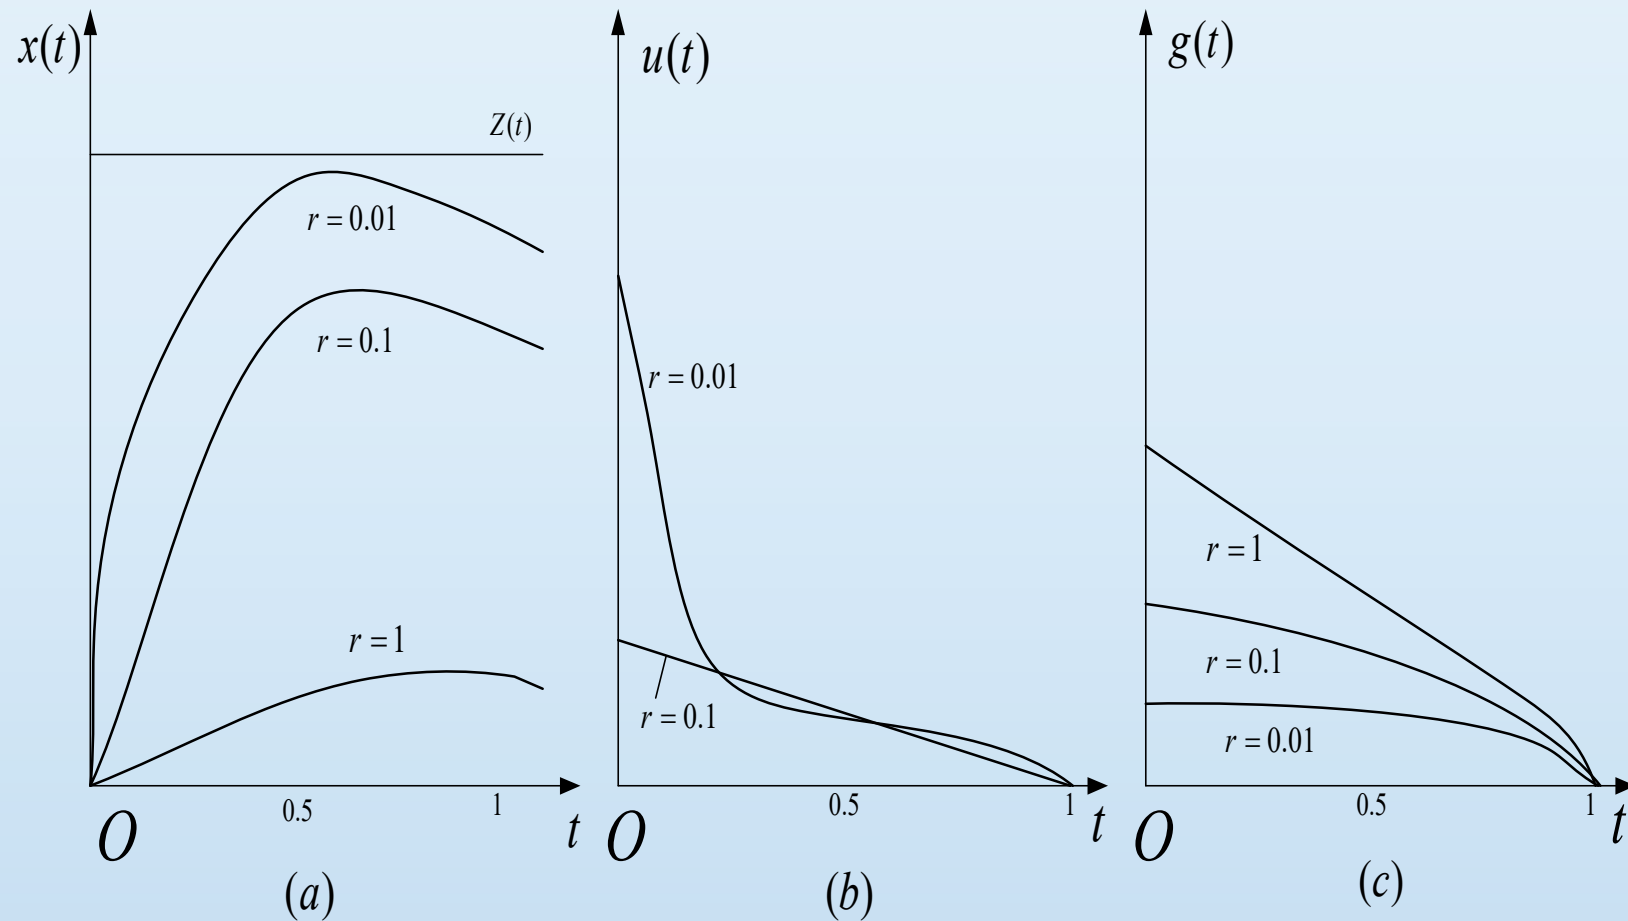 x(t)
Z(t)
r = 0.01
r = 0.1
r = 1
0.5
1
O
t
(a)
u(t)
r = 0.01
r = 0.1
0.5
1
O
t
(b)
g(t)
r = 1
r = 0.1
r = 0.01
0.5
1
O
t
(c)